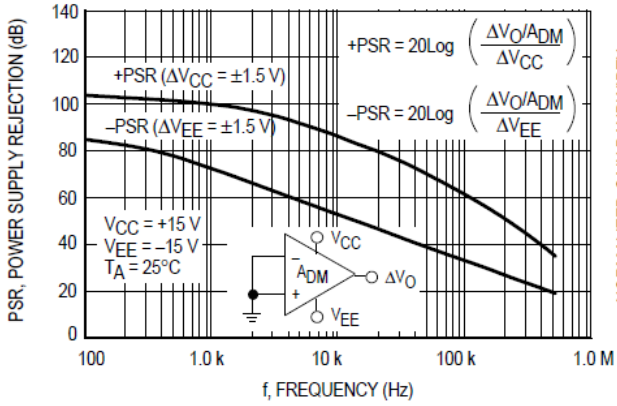 PSR, POWER SUPPLY REJECTION (dB)
140
120
100
80
60
40
20
0
+PSR (ΔVCC = ±1.5 V)
–PSR (ΔVEE = ±1.5 V)
+PSR = 20Log (ΔVO/ADM / ΔVCC)
–PSR = 20Log (ΔVO/ADM / ΔVEE)
VCC = +15 V
VEE = –15 V
TA = 25°C
VCC
–
ADM
+
ΔVO
VEE
100 1.0 k 10 k 100 k 1.0 M
f, FREQUENCY (Hz)